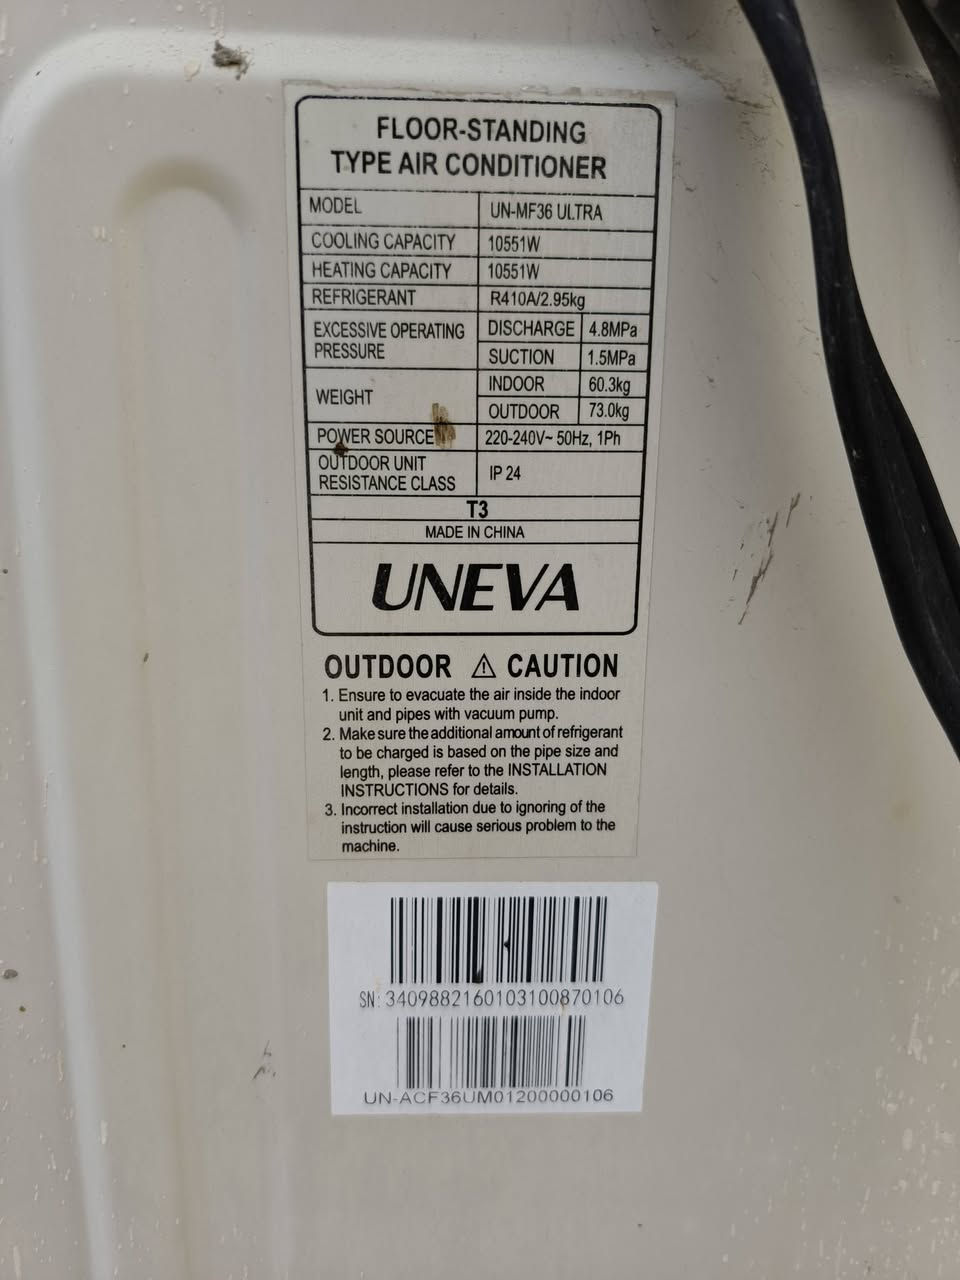 FLOOR-STANDING
TYPE AIR CONDITIONER
MODEL UN-MF36 ULTRA
COOLING CAPACITY 10551W
HEATING CAPACITY 10551W
REFRIGERANT R410A/2.95kg
EXCESSIVE OPERATING PRESSURE DISCHARGE 4.8MPa
SUCTION 1.5MPa
WEIGHT INDOOR 60.3kg
OUTDOOR 73.0kg
POWER SOURCE 220-240V~ 50Hz, 1Ph
OUTDOOR UNIT
RESISTANCE CLASS IP 24
T3
MADE IN CHINA
UNEVA
OUTDOOR ⚠ CAUTION
1. Ensure to evacuate the air inside the indoor
unit and pipes with vacuum pump.
2. Make sure the additional amount of refrigerant
to be charged is based on the pipe size and
length, please refer to the INSTALLATION
INSTRUCTIONS for details.
3. Incorrect installation due to ignoring of the
instruction will cause serious problem to the
machine.
SN: 3409882160103100870106
UN-ACF36UM01200000106